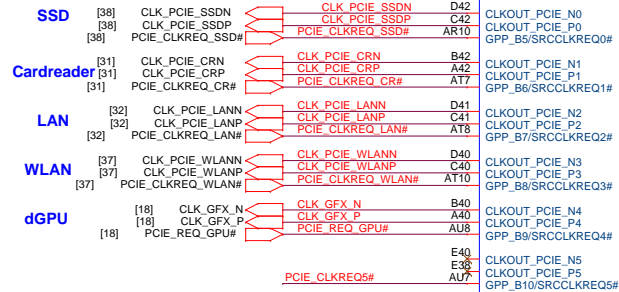 SSD [38] CLK_PCIE_SSDN CLK_PCIE_SSDN D42 CLKOUT_PCIE_N0
[38] CLK_PCIE_SSDP CLK_PCIE_SSDP C42 CLKOUT_PCIE_P0
[38] PCIE_CLKREQ_SSD# PCIE_CLKREQ_SSD# AR10 GPP_B5/SRCCLKREQ0#
Cardreader [31] CLK_PCIE_CRN CLK_PCIE_CRN B42 CLKOUT_PCIE_N1
[31] CLK_PCIE_CRP CLK_PCIE_CRP A42 CLKOUT_PCIE_P1
[31] PCIE_CLKREQ_CR# PCIE_CLKREQ_CR# AT7 GPP_B6/SRCCLKREQ1#
LAN [32] CLK_PCIE_LANN CLK_PCIE_LANN D41 CLKOUT_PCIE_N2
[32] CLK_PCIE_LANP CLK_PCIE_LANP C41 CLKOUT_PCIE_P2
[32] PCIE_CLKREQ_LAN# PCIE_CLKREQ_LAN# AT8 GPP_B7/SRCCLKREQ2#
WLAN [37] CLK_PCIE_WLANN CLK_PCIE_WLANN D40 CLKOUT_PCIE_N3
[37] CLK_PCIE_WLANP CLK_PCIE_WLANP C40 CLKOUT_PCIE_P3
[37] PCIE_CLKREQ_WLAN# PCIE_CLKREQ_WLAN# AT10 GPP_B8/SRCCLKREQ3#
dGPU [18] CLK_GFX_N CLK_GFX_N B40 CLKOUT_PCIE_N4
[18] CLK_GFX_P CLK_GFX_P A40 CLKOUT_PCIE_P4
[18] PCIE_REQ_GPU# PCIE_REQ_GPU# AU8 GPP_B9/SRCCLKREQ4#
E40 CLKOUT_PCIE_N5
E38 CLKOUT_PCIE_P5
PCIE_CLKREQ5# AU7 GPP_B10/SRCCLKREQ5#